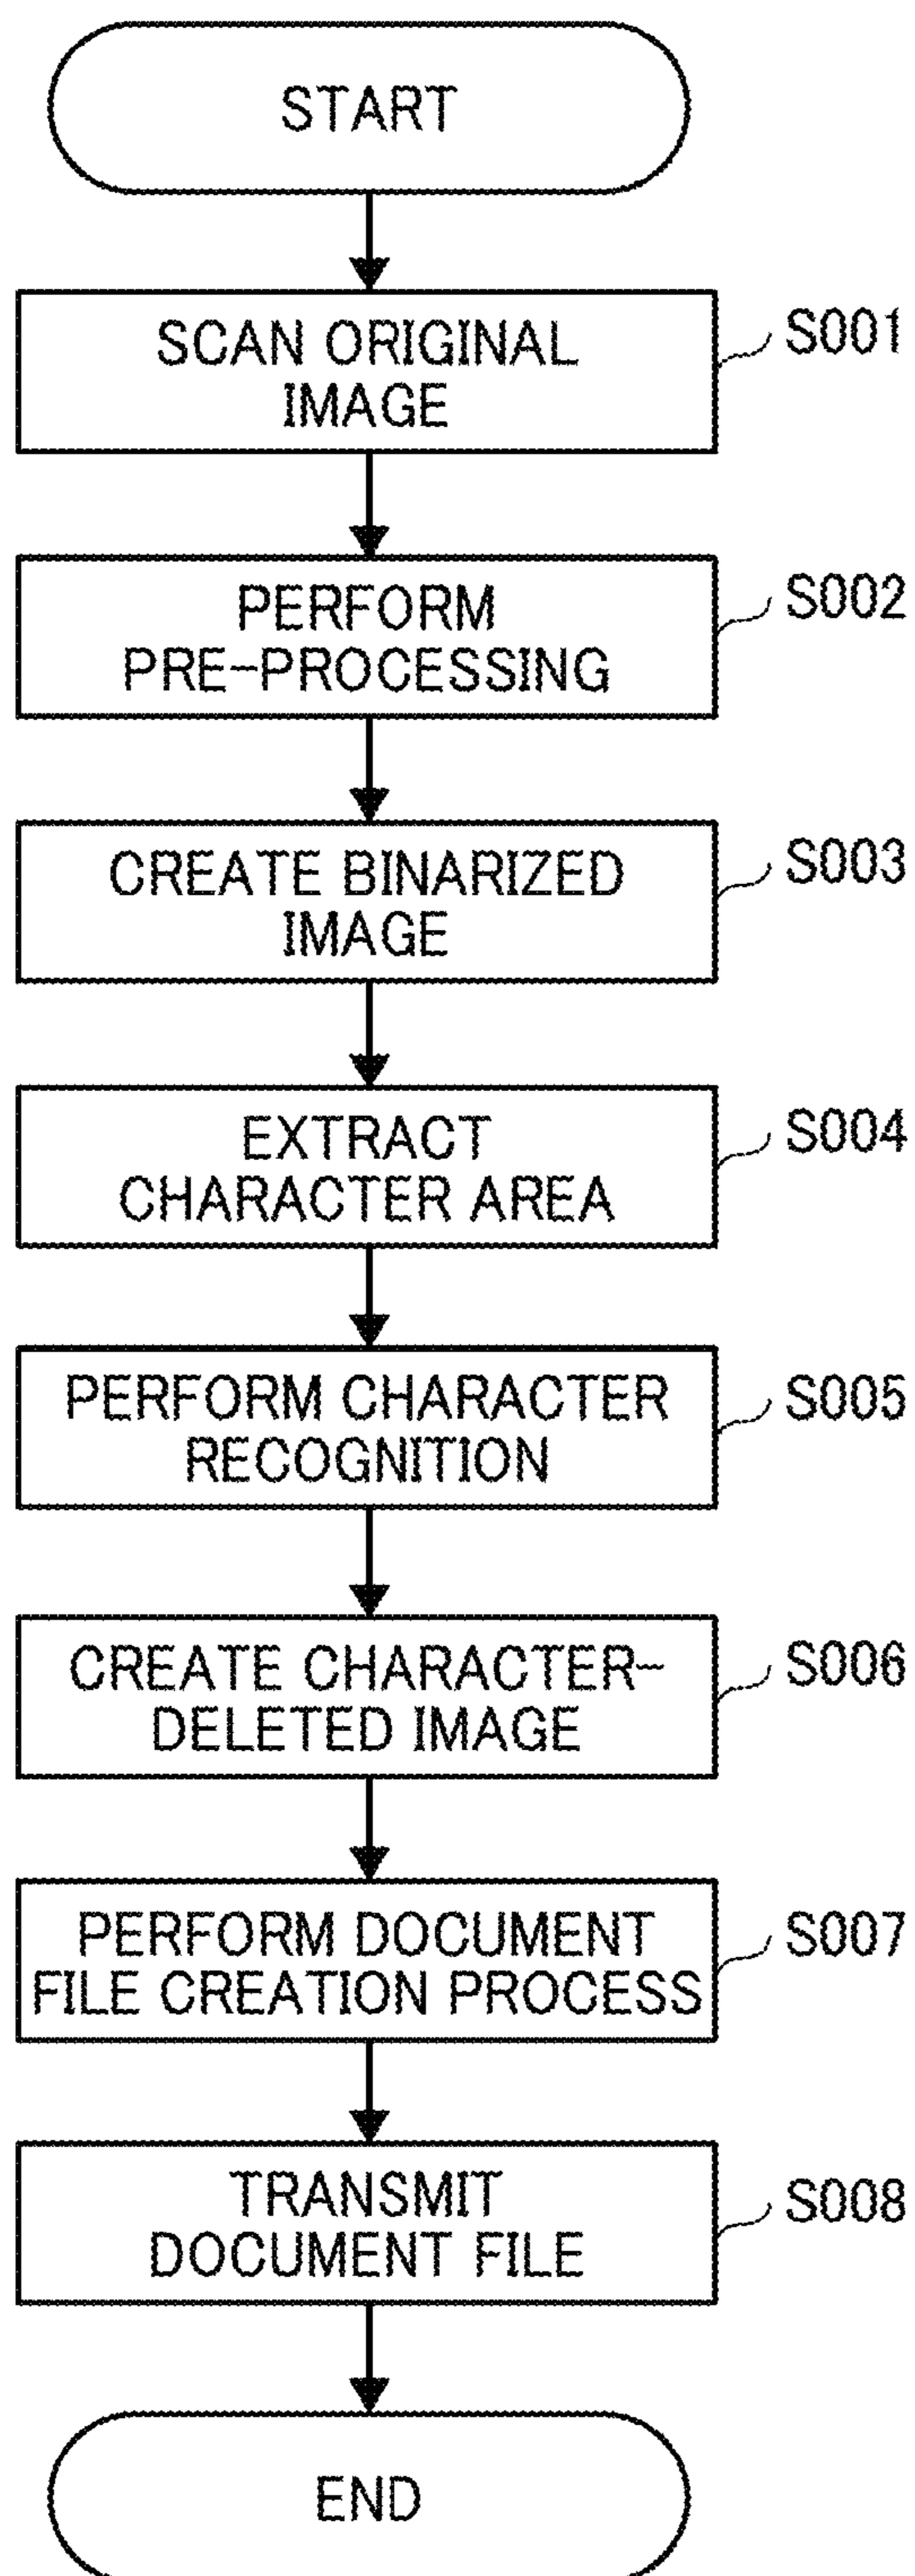 START
SCAN ORIGINAL
IMAGE
S001
PERFORM
PRE-PROCESSING
S002
CREATE BINARIZED
IMAGE
S003
EXTRACT
CHARACTER AREA
S004
PERFORM CHARACTER
RECOGNITION
S005
CREATE CHARACTER-
DELETED IMAGE
S006
PERFORM DOCUMENT
FILE CREATION PROCESS
S007
TRANSMIT
DOCUMENT FILE
S008
END